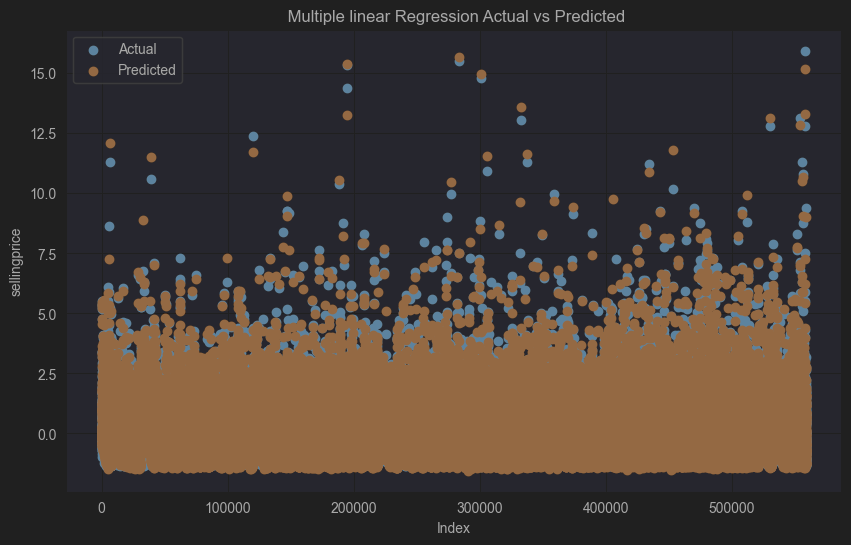 Multiple linear Regression Actual vs Predicted
Actual
Predicted
15.0
12.5
10.0
7.5
5.0
2.5
0.0
sellingprice
0
100000
200000
300000
400000
500000
Index